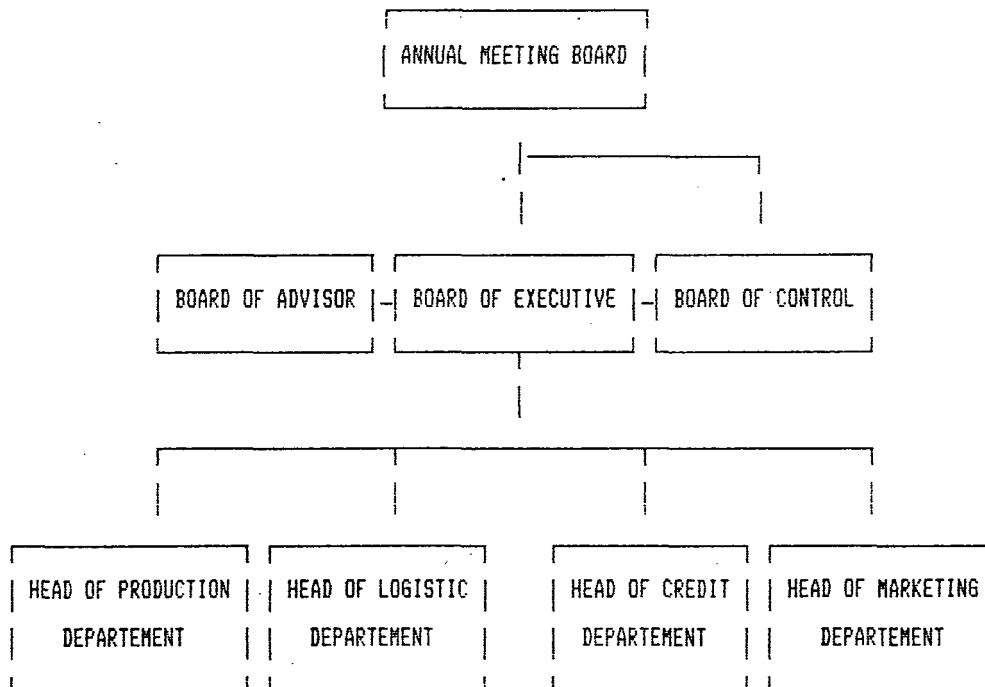 ANNUAL MEETING BOARD
BOARD OF ADVISOR BOARD OF EXECUTIVE BOARD OF CONTROL
HEAD OF PRODUCTION HEAD OF LOGISTIC HEAD OF CREDIT HEAD OF MARKETING
DEPARTEMENT DEPARTEMENT DEPARTEMENT DEPARTEMENT